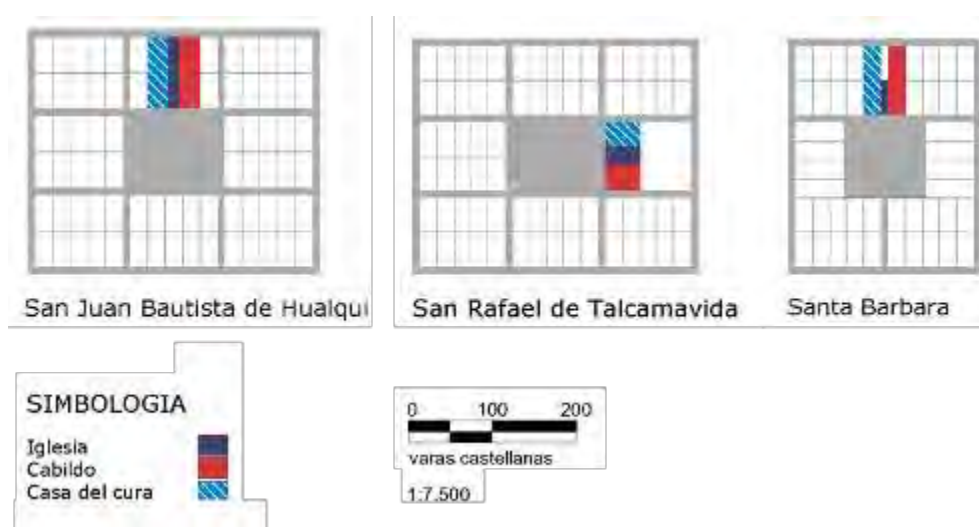 San Juan Bautista de Hualqui
San Rafael de Talcamavida
Santa Barbara
SIMBOLOGIA
Iglesia
Cabildo
Casa del cura
0 100 200
varas castellanas
1:7.500